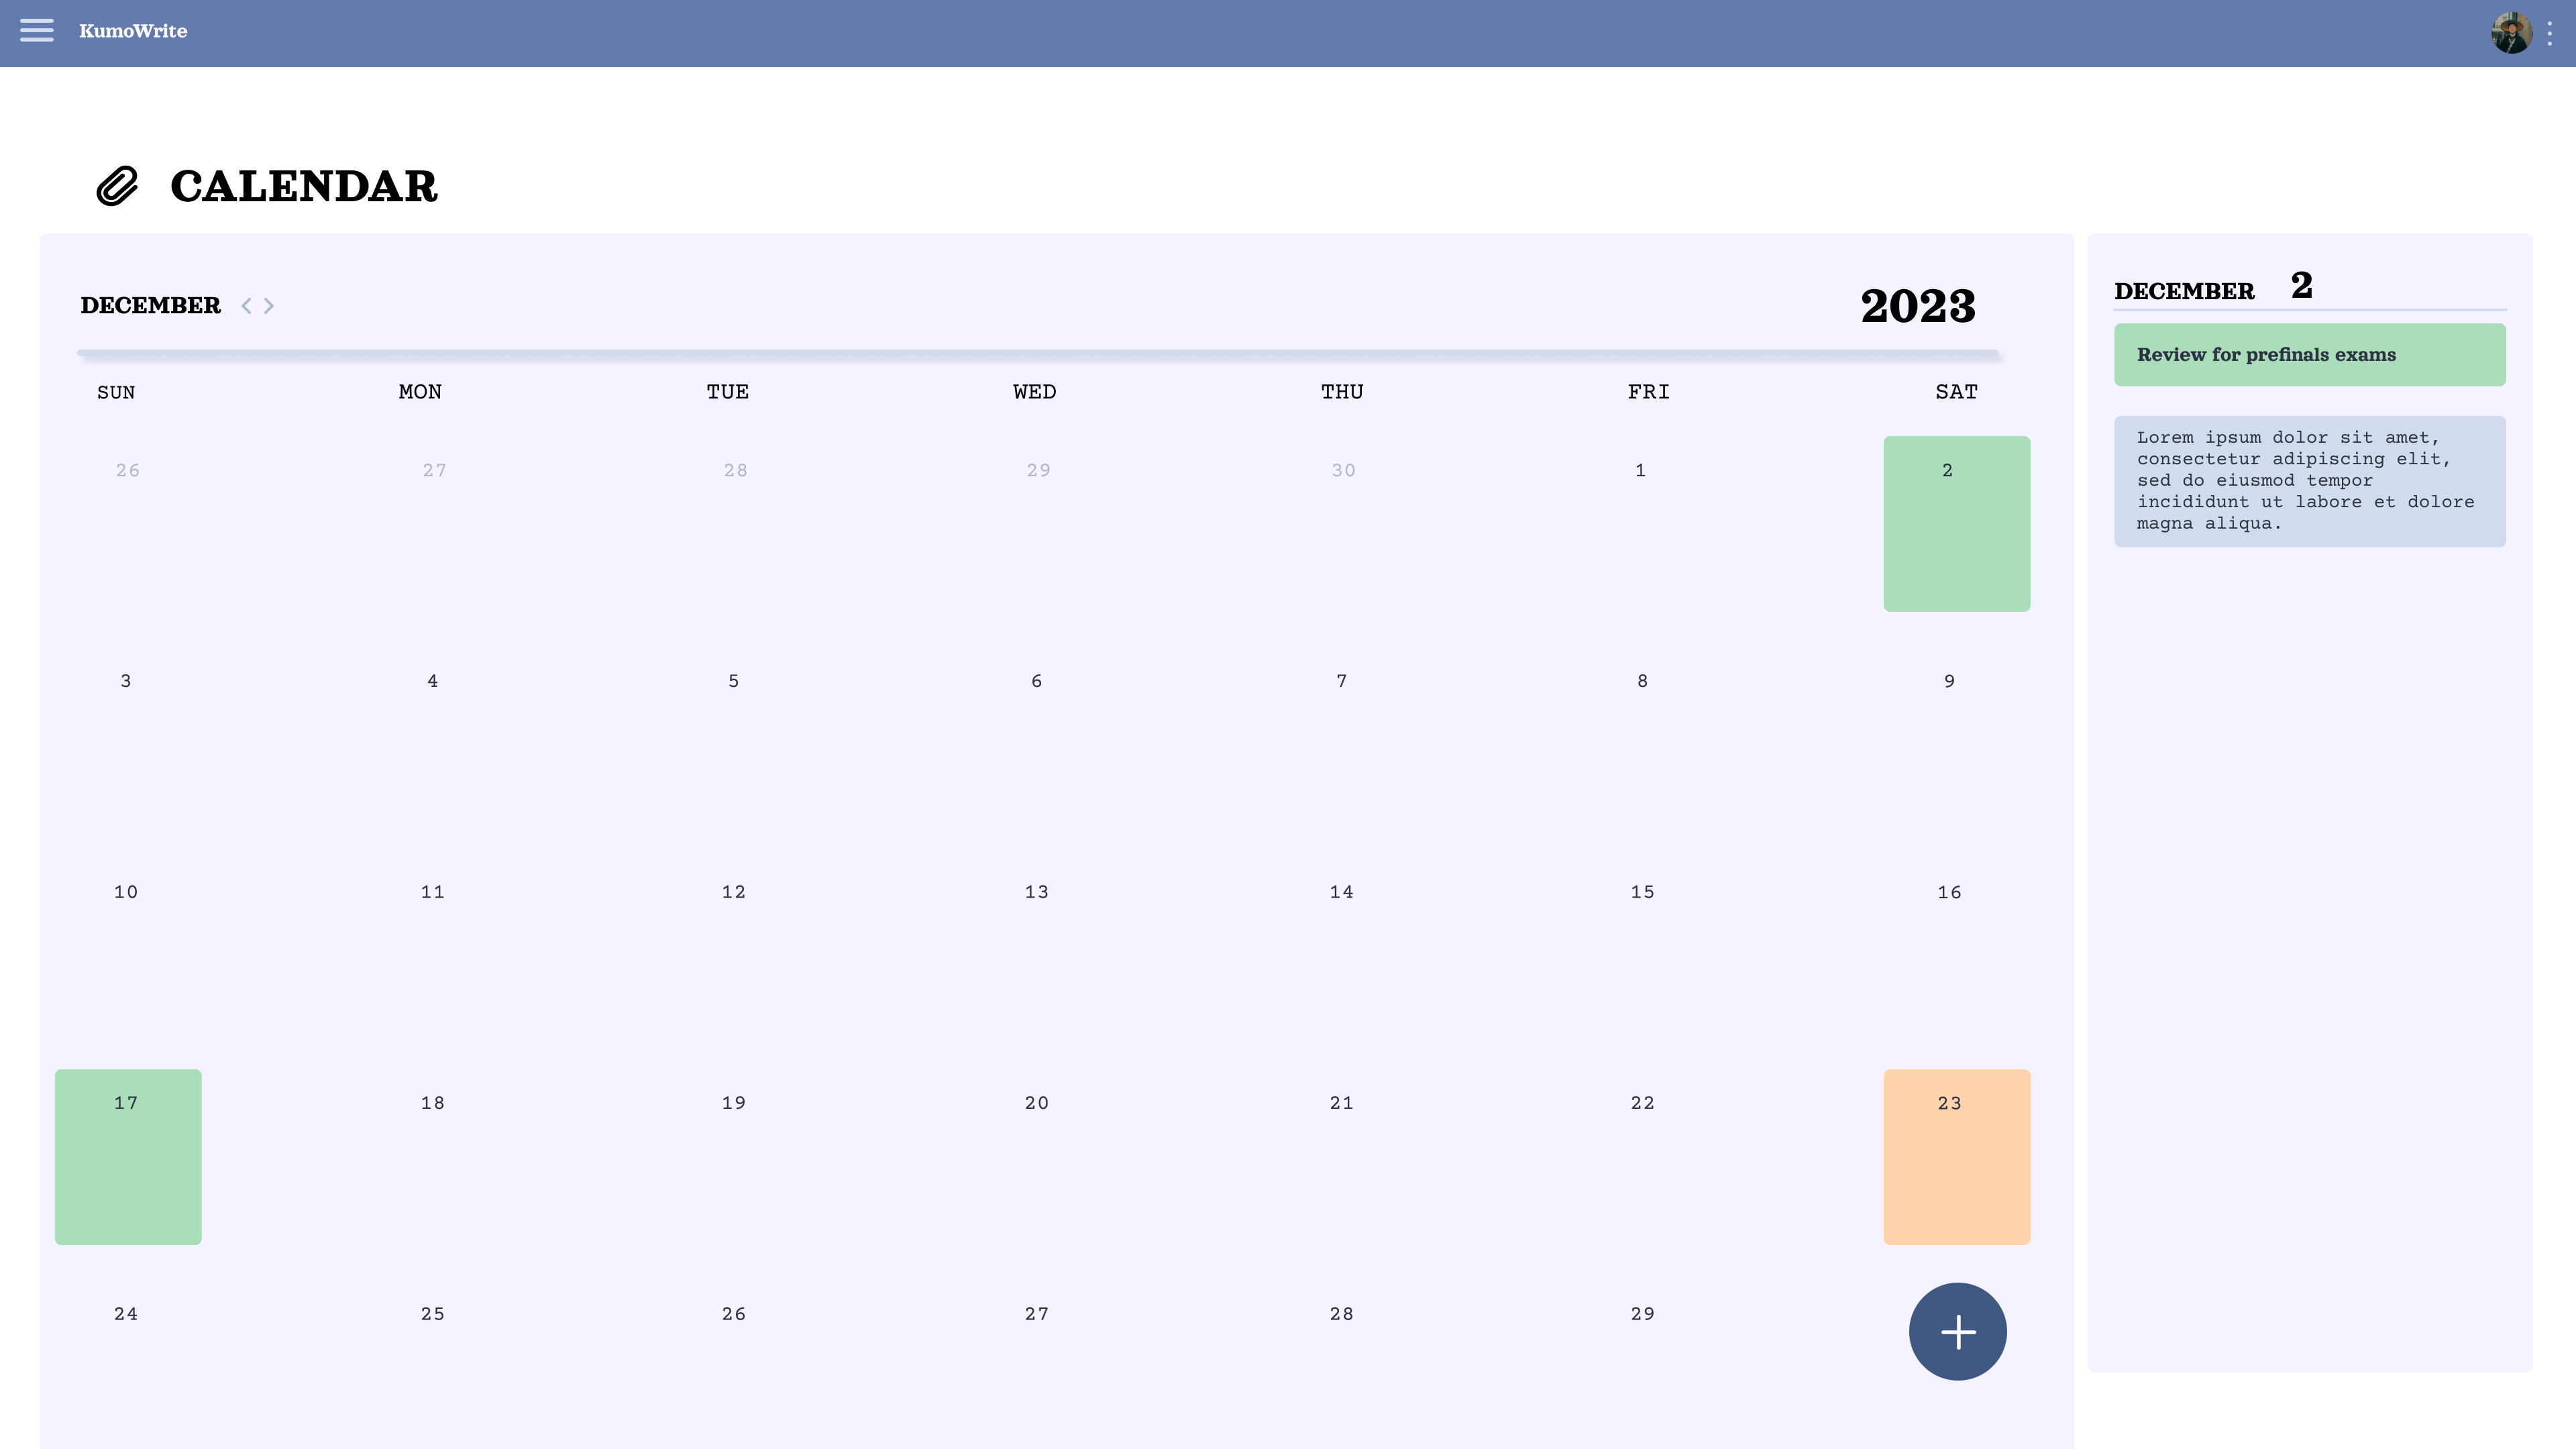 KumoWrite
CALENDAR
DECEMBER
2023
SUN MON TUE WED THU FRI SAT
26 27 28 29 30 1 2
3 4 5 6 7 8 9
10 11 12 13 14 15 16
17 18 19 20 21 22 23
24 25 26 27 28 29
DECEMBER 2
Review for prefinals exams
Lorem ipsum dolor sit amet,
consectetur adipiscing elit,
sed do eiusmod tempor
incididunt ut labore et dolore
magna aliqua.